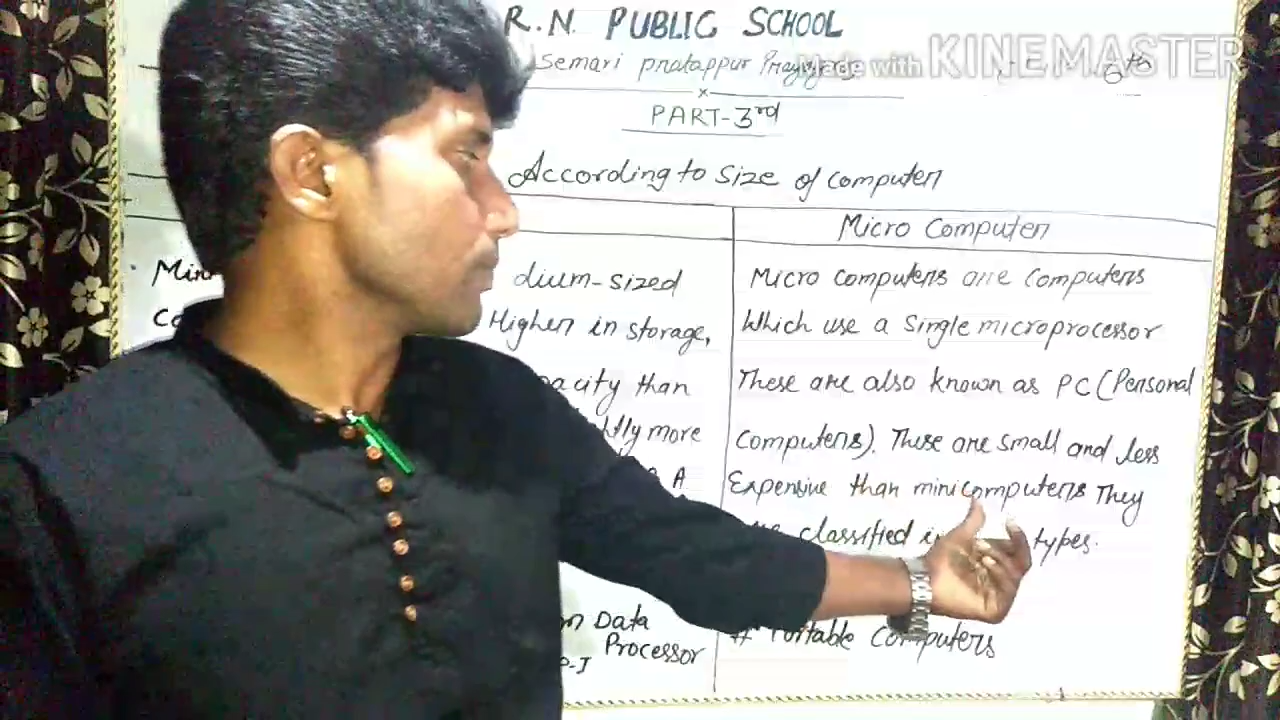 R.N. PUBLIC SCHOOL
Semari pratappur Prayagraj
Made with KINEMASTER
6th
x
PART-3rd
According to Size of Computer
Micro Computer
dium-sized
Higher in storage,
acity than
tly more
A
on Data
Processor
P-I
Micro computers are computers
Which use a single microprocessor
These are also known as PC (Personal
Computers). These are small and less
Expensive than minicomputers They
classified in types.
# Portable Computers